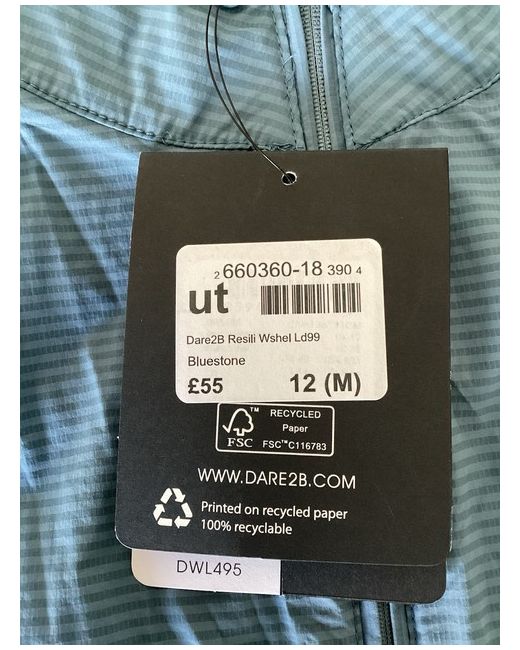 2 660360-18 390 4
ut
Dare2B Resili Wshel Ld99
Bluestone
£55 12 (M)
FSC™
RECYCLED
Paper
FSC™C116783
WWW.DARE2B.COM
Printed on recycled paper
100% recyclable
DWL495